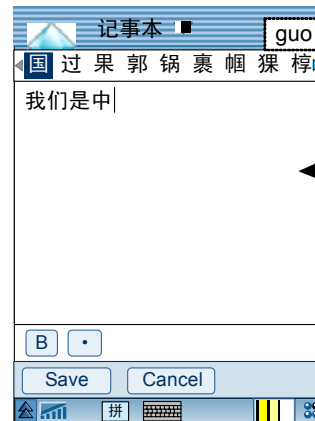 记事本
guo
国 过 果 郭 锅 裹 帼 猓 椁
我们是中
B ·
Save Cancel
拼